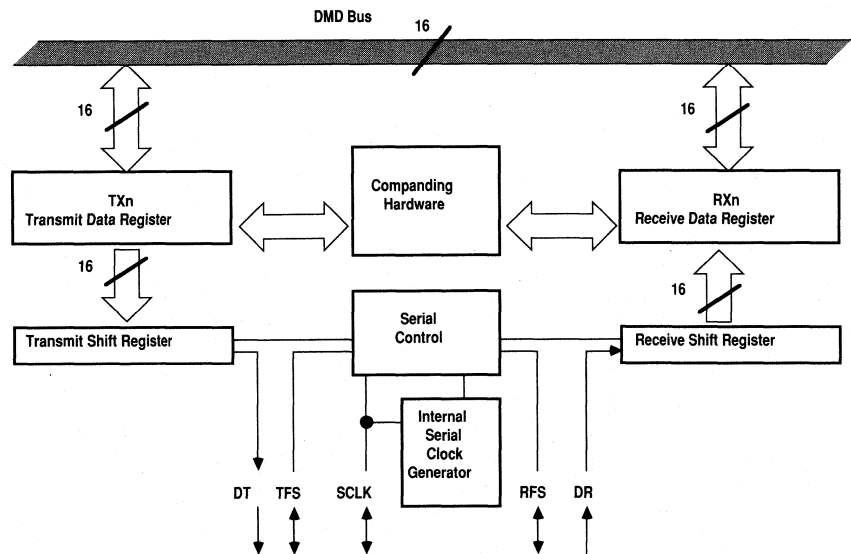 DMD Bus
16
16
16
TXn
Transmit Data Register
Companding
Hardware
RXn
Receive Data Register
16
16
Transmit Shift Register
Serial
Control
Receive Shift Register
Internal
Serial
Clock
Generator
DT
TFS
SCLK
RFS
DR